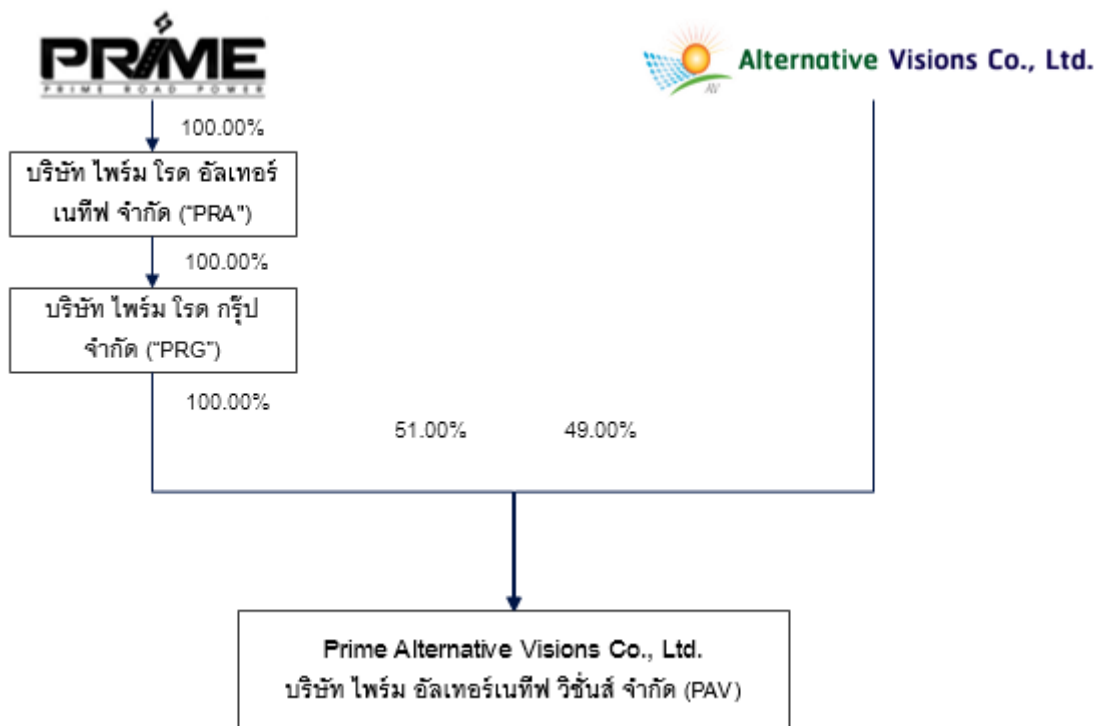 PRIME
PRIME ROAD POWER
Alternative Visions Co., Ltd.
AV
100.00%
บริษัท ไพร์ม โรด อัลเทอร์
เนทีฟ จำกัด ("PRA")
100.00%
บริษัท ไพร์ม โรด กรุ๊ป
จำกัด ("PRG")
100.00%
51.00%
49.00%
Prime Alternative Visions Co., Ltd.
บริษัท ไพร์ม อัลเทอร์เนทีฟ วิชั่นส์ จำกัด (PAV)